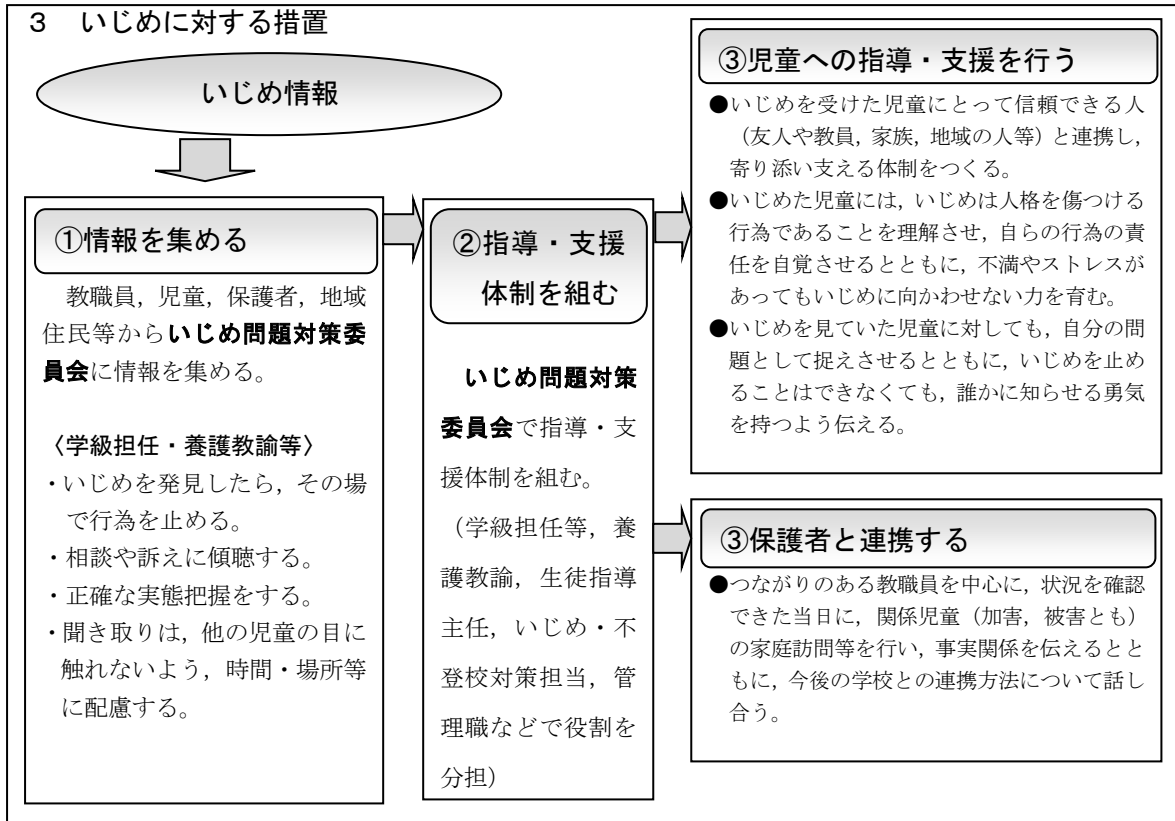 3 いじめに対する措置
いじめ情報
①情報を集める
教職員，児童，保護者，地域
住民等からいじめ問題対策委
員会に情報を集める。
〈学級担任・養護教諭等〉
・いじめを発見したら，その場
で行為を止める。
・相談や訴えに傾聴する。
・正確な実態把握をする。
・聞き取りは，他の児童の目に
触れないよう，時間・場所等
に配慮する。
②指導・支援
体制を組む
いじめ問題対策
委員会で指導・支
援体制を組む。
（学級担任等，養
護教諭，生徒指導
主任，いじめ・不
登校対策担当，管
理職などで役割を
分担）
③児童への指導・支援を行う
●いじめを受けた児童にとって信頼できる人
（友人や教員，家族，地域の人等）と連携し，
寄り添い支える体制をつくる。
●いじめた児童には，いじめは人格を傷つける
行為であることを理解させ，自らの行為の責
任を自覚させるとともに，不満やストレスが
あってもいじめに向かわせない力を育む。
●いじめを見ていた児童に対しても，自分の問
題として捉えさせるとともに，いじめを止め
ることはできなくても，誰かに知らせる勇気
を持つよう伝える。
③保護者と連携する
●つながりのある教職員を中心に，状況を確認
できた当日に，関係児童（加害，被害とも）
の家庭訪問等を行い，事実関係を伝えるとと
もに，今後の学校との連携方法について話し
合う。